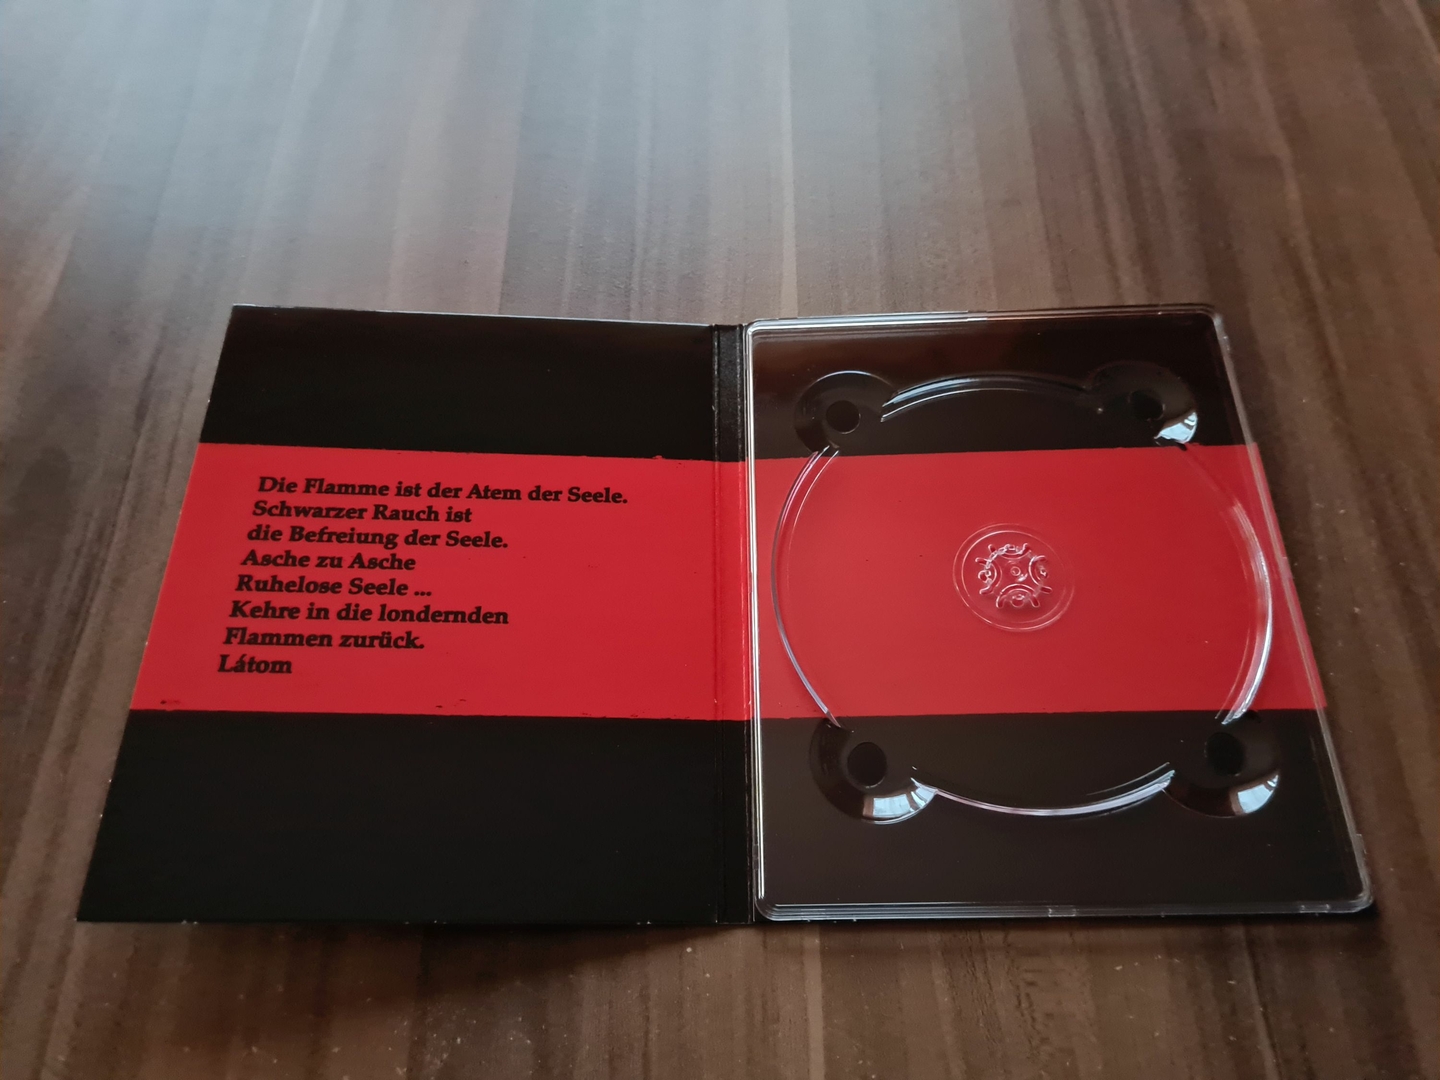 Die Flamme ist der Atem der Seele.
Schwarzer Rauch ist
die Befreiung der Seele.
Asche zu Asche
Ruhelose Seele ...
Kehre in die londernden
Flammen zurück.
Látom